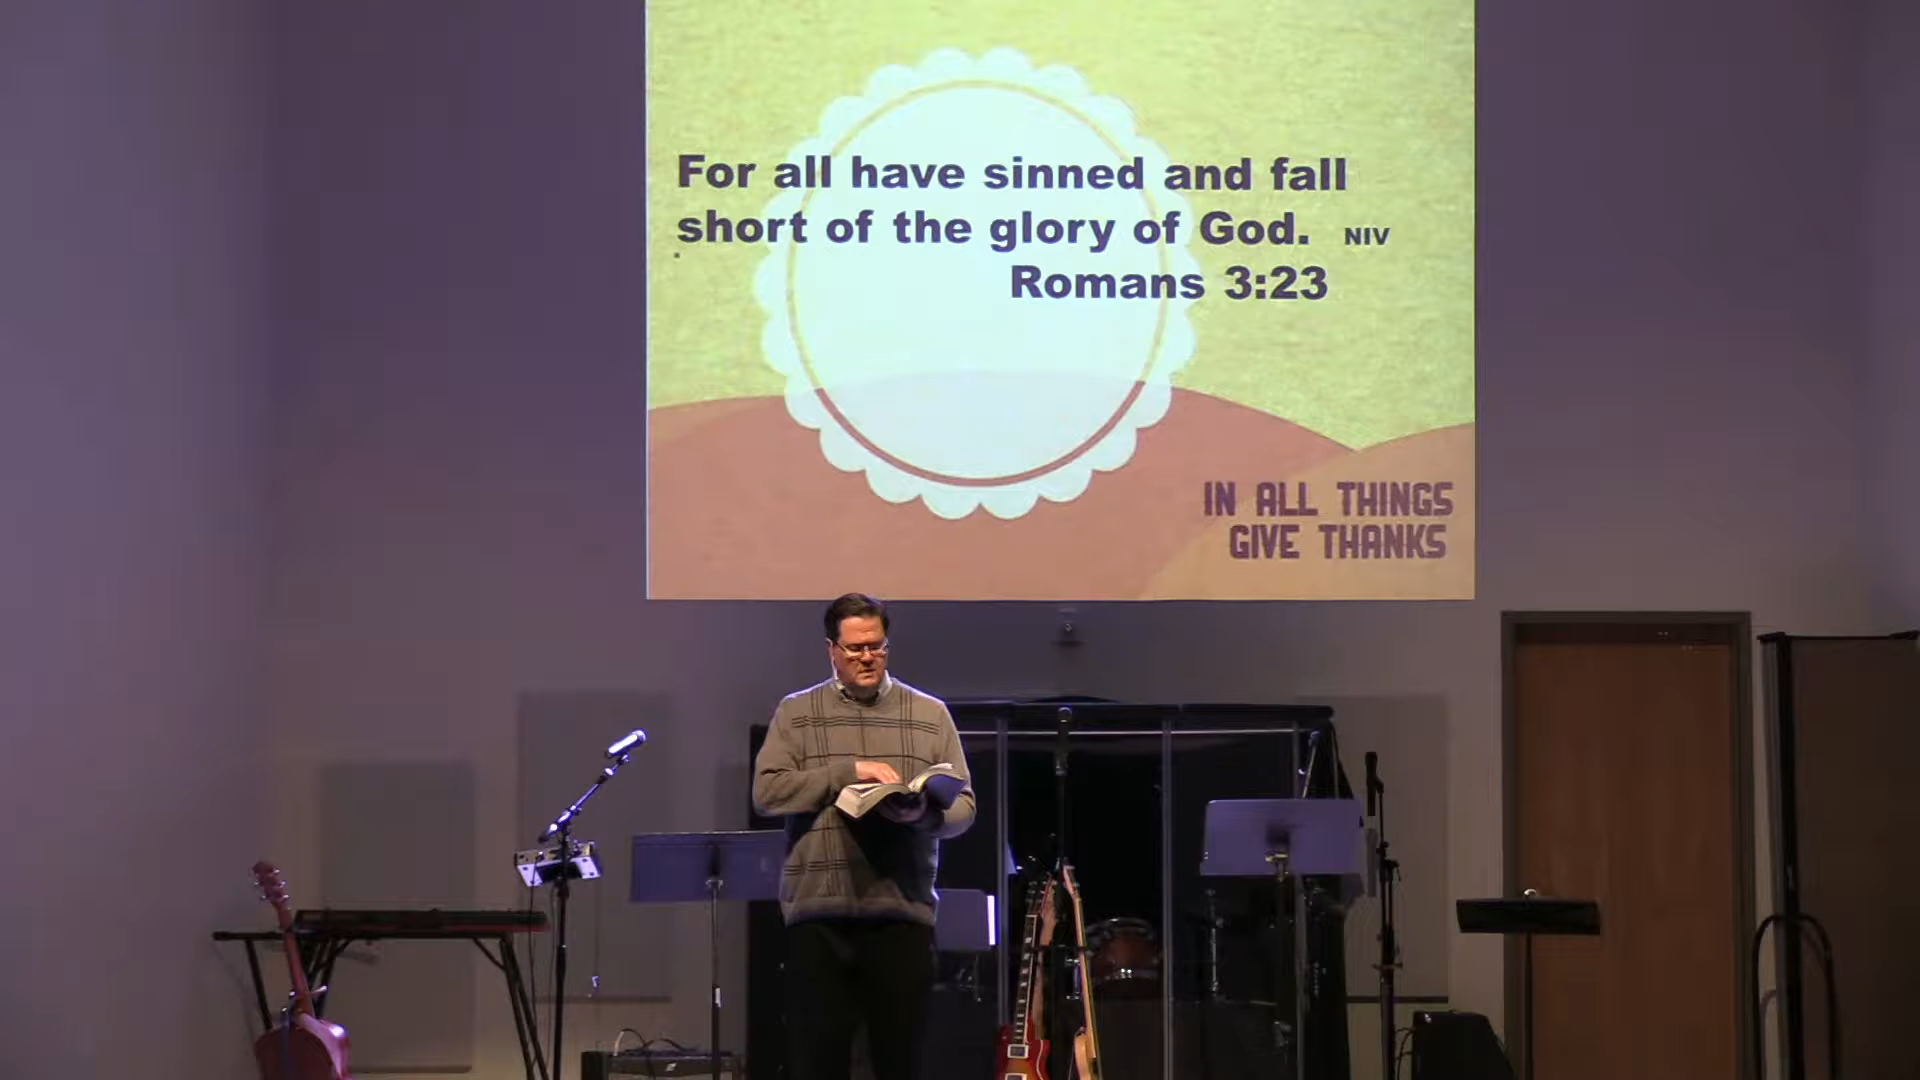 For all have sinned and fall
short of the glory of God. NIV
Romans 3:23
IN ALL THINGS
GIVE THANKS